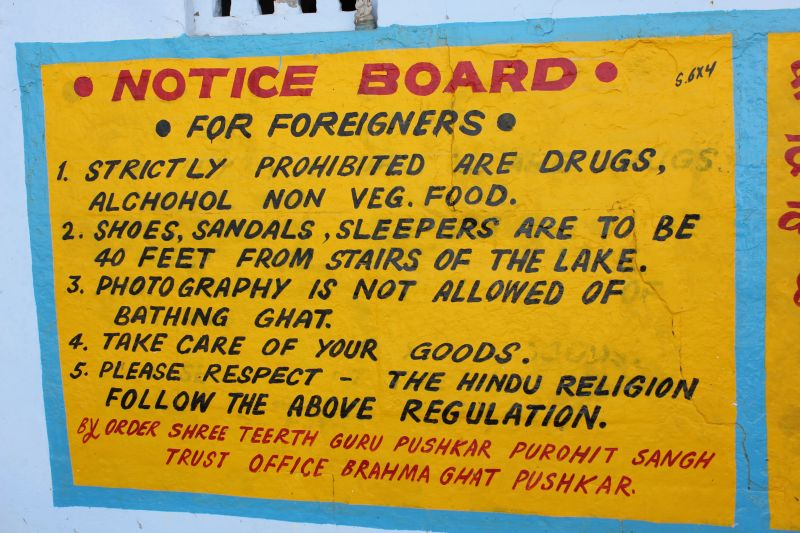 • NOTICE BOARD •
S.6X4
• FOR FOREIGNERS •
1. STRICTLY PROHIBITED ARE DRUGS,
ALCHOHOL NON VEG. FOOD.
2. SHOES, SANDALS, SLEEPERS ARE TO BE
40 FEET FROM STAIRS OF THE LAKE.
3. PHOTOGRAPHY IS NOT ALLOWED OF
BATHING GHAT.
4. TAKE CARE OF YOUR GOODS.
5. PLEASE RESPECT - THE HINDU RELIGION
FOLLOW THE ABOVE REGULATION.
By ORDER SHREE TEERTH GURU PUSHKAR PUROHIT SANGH
TRUST OFFICE BRAHMA GHAT PUSHKAR.